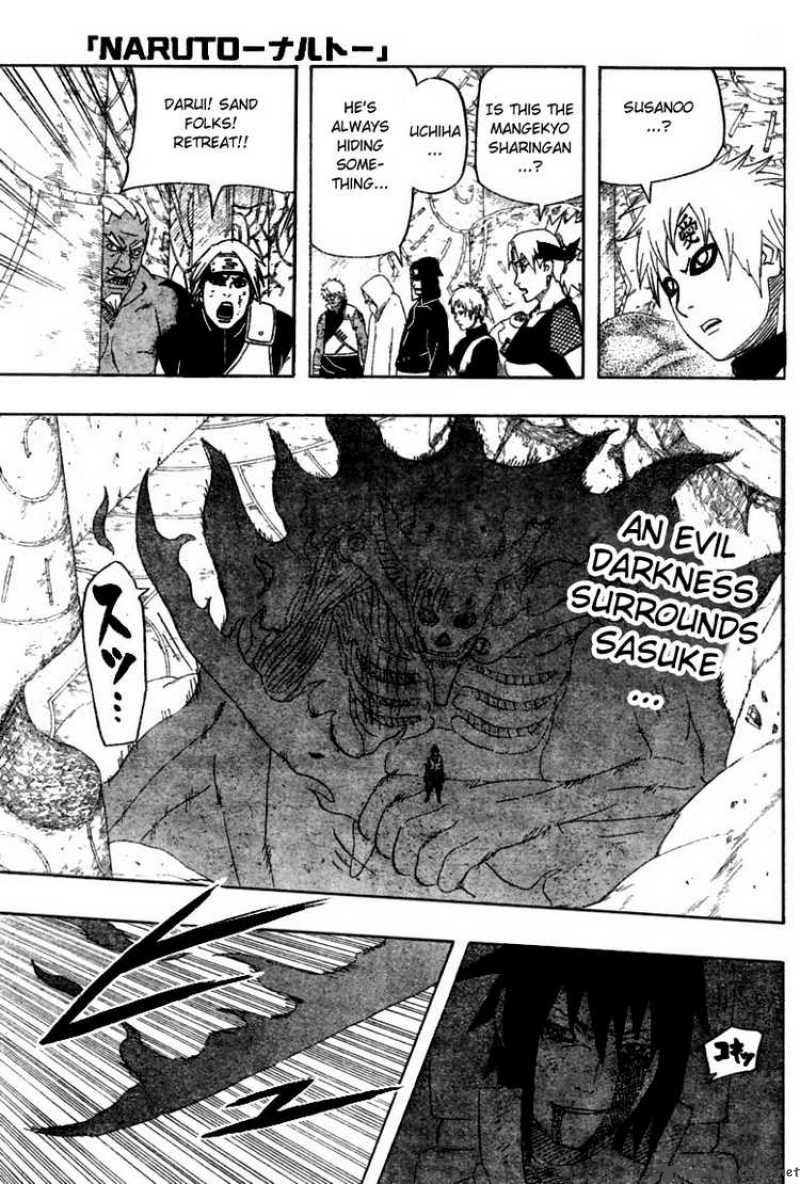 「NARUTOーナルトー」
SUSANOO
...?
愛
IS THIS THE
MANGEKYO
SHARINGAN
...?
UCHIHA
...
HE'S
ALWAYS
HIDING
SOME-
THING...
DARUI! SAND
FOLKS!
RETREAT!!
AN EVIL
DARKNESS
SURROUNDS
SASUKE
...
スッ…
コキッ